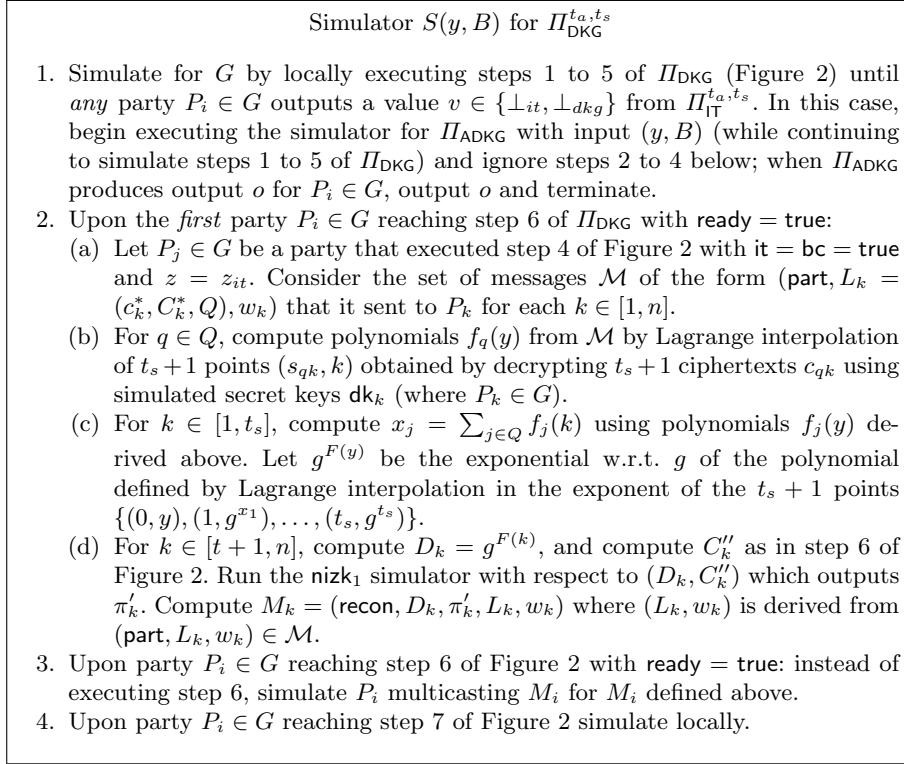 Simulator S(y, B) for Π_DKG^{t_a,t_s}
1. Simulate for G by locally executing steps 1 to 5 of Π_DKG (Figure 2) until
any party P_i ∈ G outputs a value v ∈ {⊥_it, ⊥_dkg} from Π_IT^{t_a,t_s}. In this case,
begin executing the simulator for Π_ADKG with input (y, B) (while continuing
to simulate steps 1 to 5 of Π_DKG) and ignore steps 2 to 4 below; when Π_ADKG
produces output o for P_i ∈ G, output o and terminate.
2. Upon the first party P_i ∈ G reaching step 6 of Π_DKG with ready = true:
(a) Let P_j ∈ G be a party that executed step 4 of Figure 2 with it = bc = true
and z = z_it. Consider the set of messages M of the form (part, L_k =
(c_k^*, C_k^*, Q), w_k) that it sent to P_k for each k ∈ [1, n].
(b) For q ∈ Q, compute polynomials f_q(y) from M by Lagrange interpolation
of t_s + 1 points (s_qk, k) obtained by decrypting t_s + 1 ciphertexts c_qk using
simulated secret keys dk_k (where P_k ∈ G).
(c) For k ∈ [1, t_s], compute x_j = ∑_{j∈Q} f_j(k) using polynomials f_j(y) de-
rived above. Let g^{F(y)} be the exponential w.r.t. g of the polynomial
defined by Lagrange interpolation in the exponent of the t_s + 1 points
{(0, y), (1, g^{x_1}), . . . , (t_s, g^{t_s})}.
(d) For k ∈ [t + 1, n], compute D_k = g^{F(k)}, and compute C_k'' as in step 6 of
Figure 2. Run the nizk_1 simulator with respect to (D_k, C_k'') which outputs
π_k'. Compute M_k = (recon, D_k, π_k', L_k, w_k) where (L_k, w_k) is derived from
(part, L_k, w_k) ∈ M.
3. Upon party P_i ∈ G reaching step 6 of Figure 2 with ready = true: instead of
executing step 6, simulate P_i multicasting M_i for M_i defined above.
4. Upon party P_i ∈ G reaching step 7 of Figure 2 simulate locally.